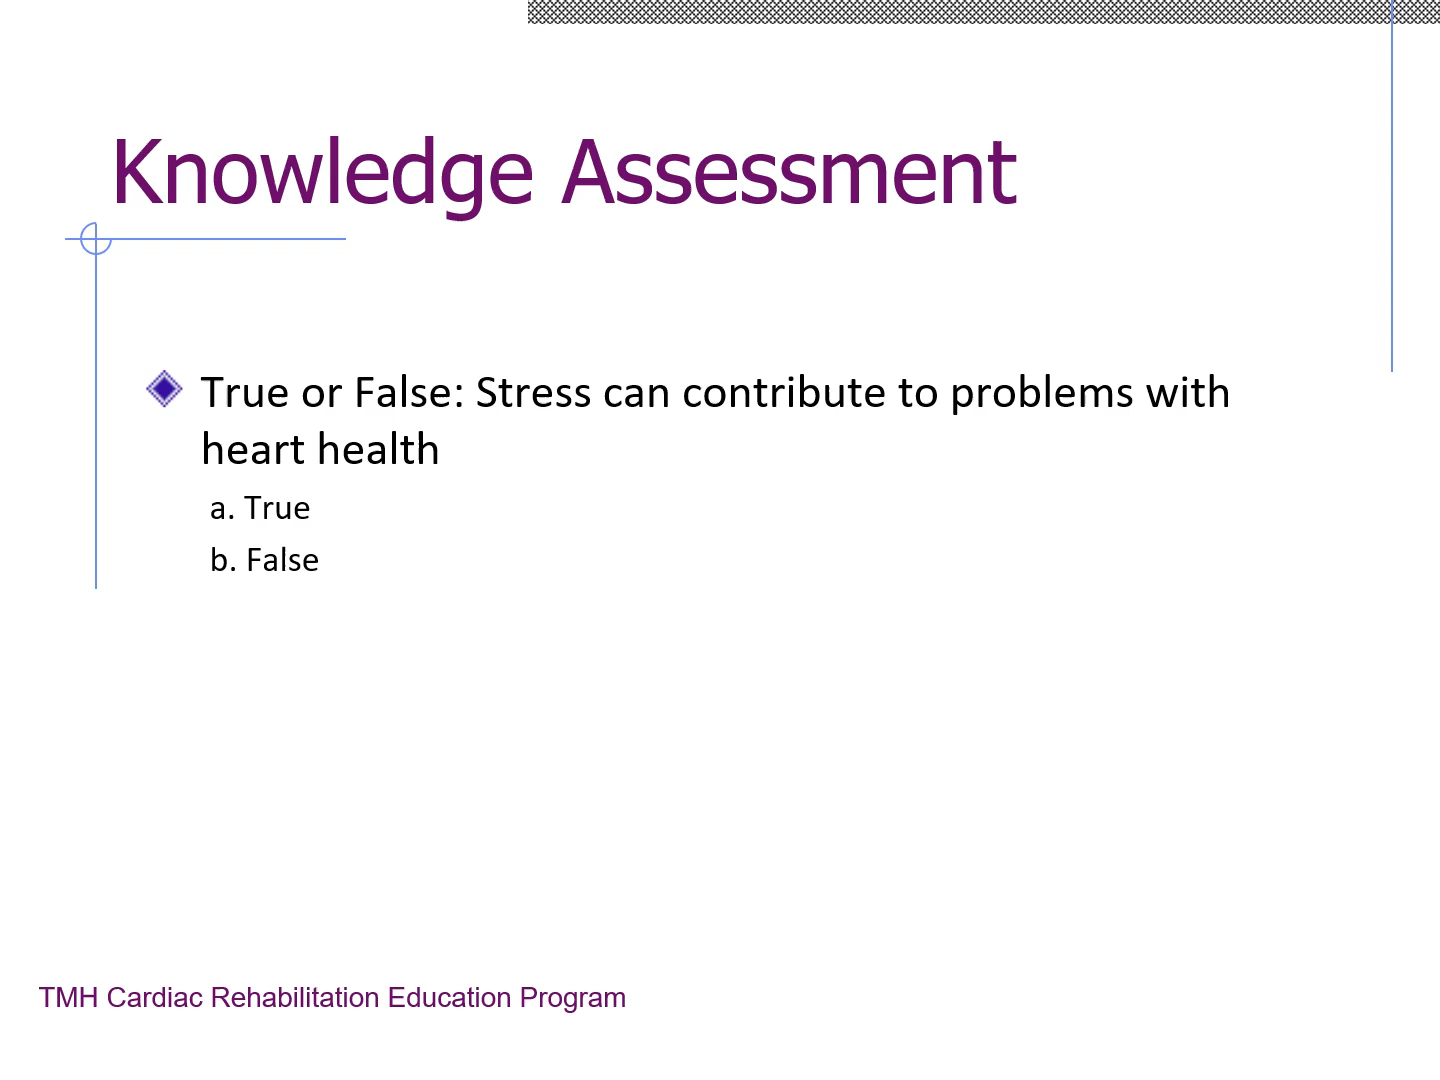 Knowledge Assessment
True or False: Stress can contribute to problems with
heart health
a. True
b. False
TMH Cardiac Rehabilitation Education Program